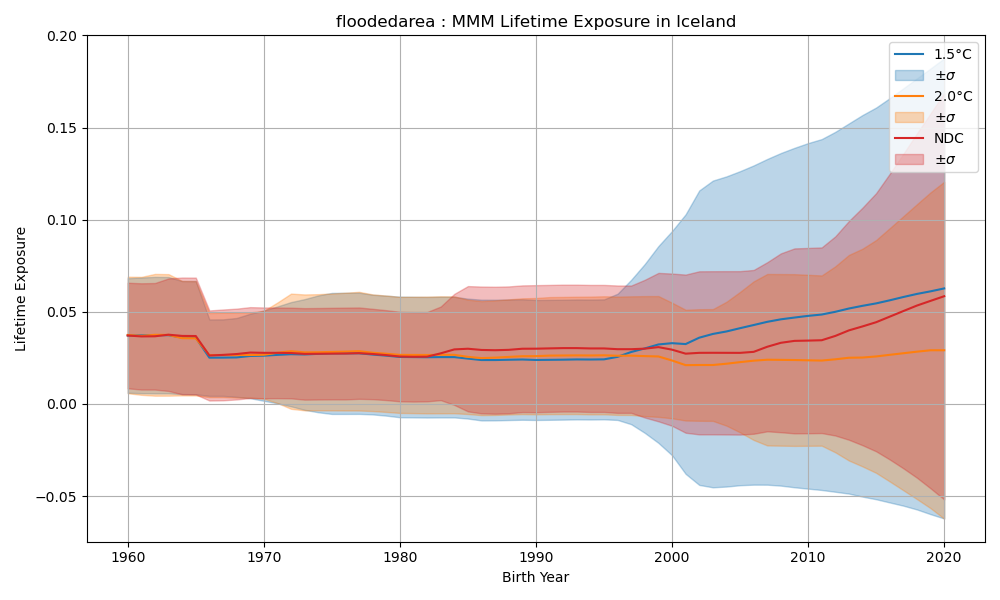 floodedarea : MMM Lifetime Exposure in Iceland
0.20
0.15
0.10
0.05
0.00
−0.05
Lifetime Exposure
1.5°C
±σ
2.0°C
±σ
NDC
±σ
1960 1970 1980 1990 2000 2010 2020
Birth Year